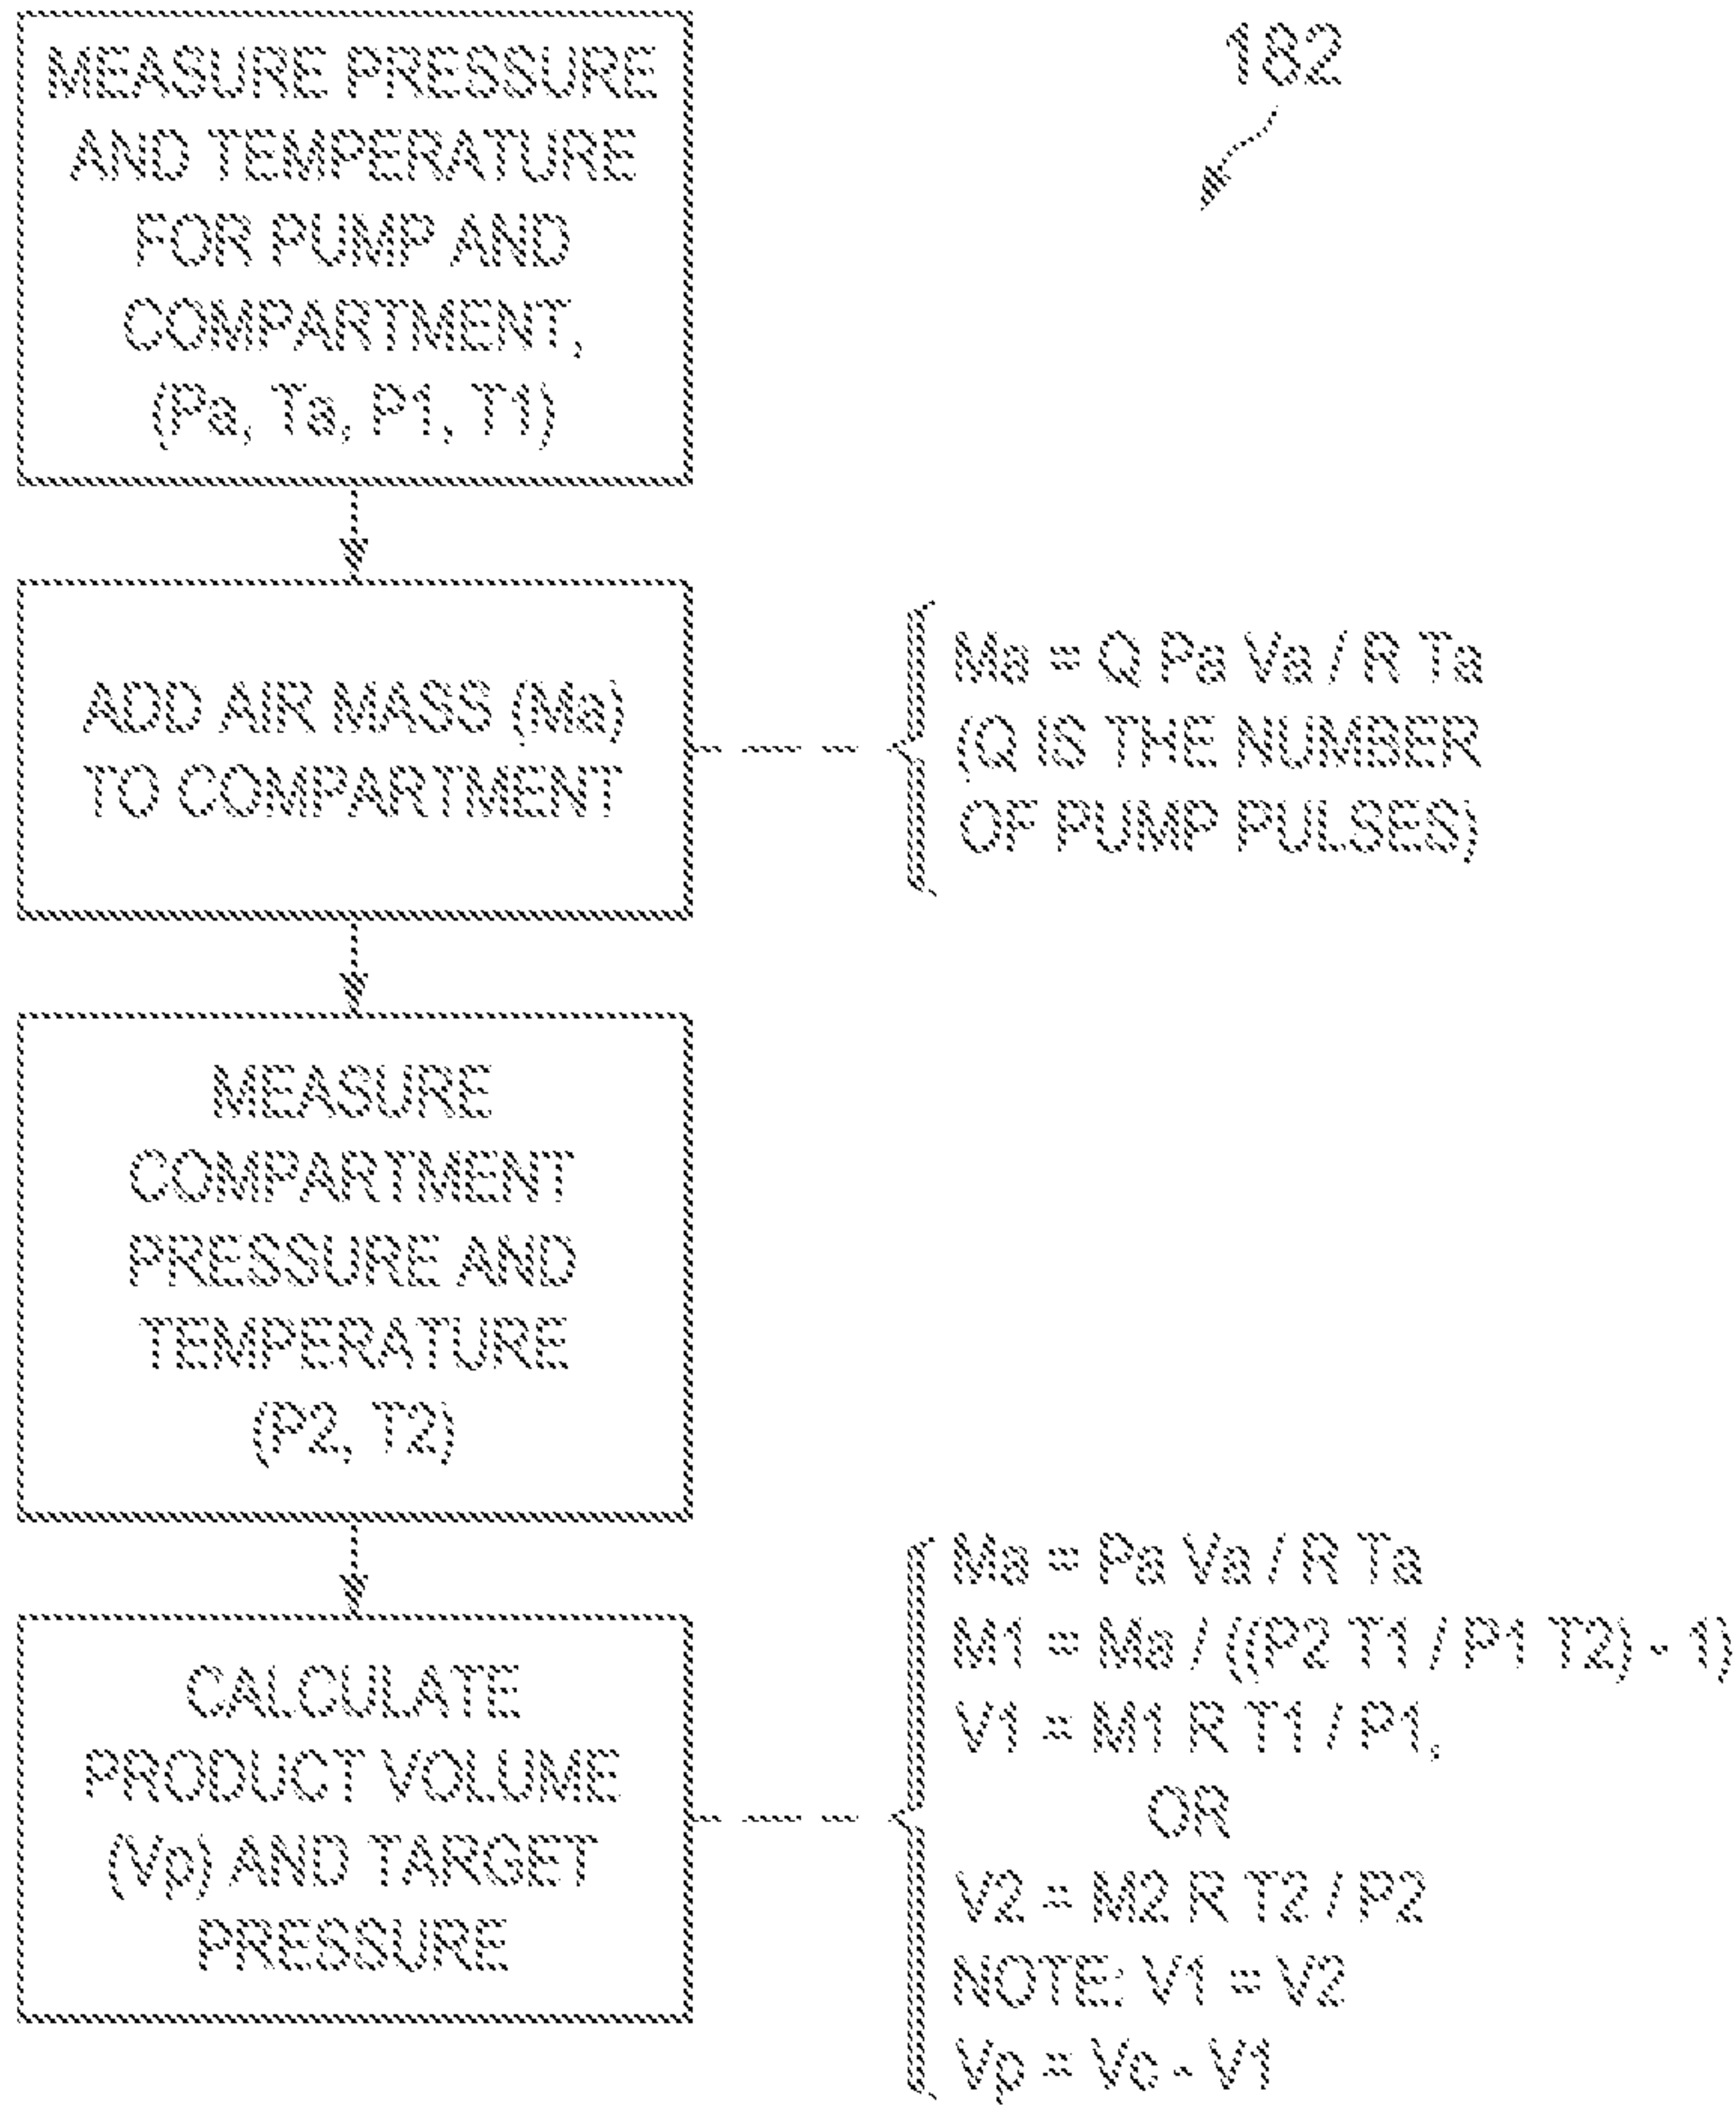 MEASURE PRESSURE
AND TEMPERATURE
FOR PUMP AND
COMPARTMENT,
(Pa, Ta, P1, T1)
182
ADD AIR MASS (Ma)
TO COMPARTMENT
Ma = Q Pa Va / R Ta
(Q IS THE NUMBER
OF PUMP PULSES)
MEASURE
COMPARTMENT
PRESSURE AND
TEMPERATURE
(P2, T2)
CALCULATE
PRODUCT VOLUME
(Vp) AND TARGET
PRESSURE
Ma = Pa Va / R Ta
M1 = Ma / ((P2 T1 / P1 T2) - 1)
V1 = M1 R T1 / P1,
OR
V2 = M2 R T2 / P2
NOTE: V1 = V2
Vp = Vc - V1